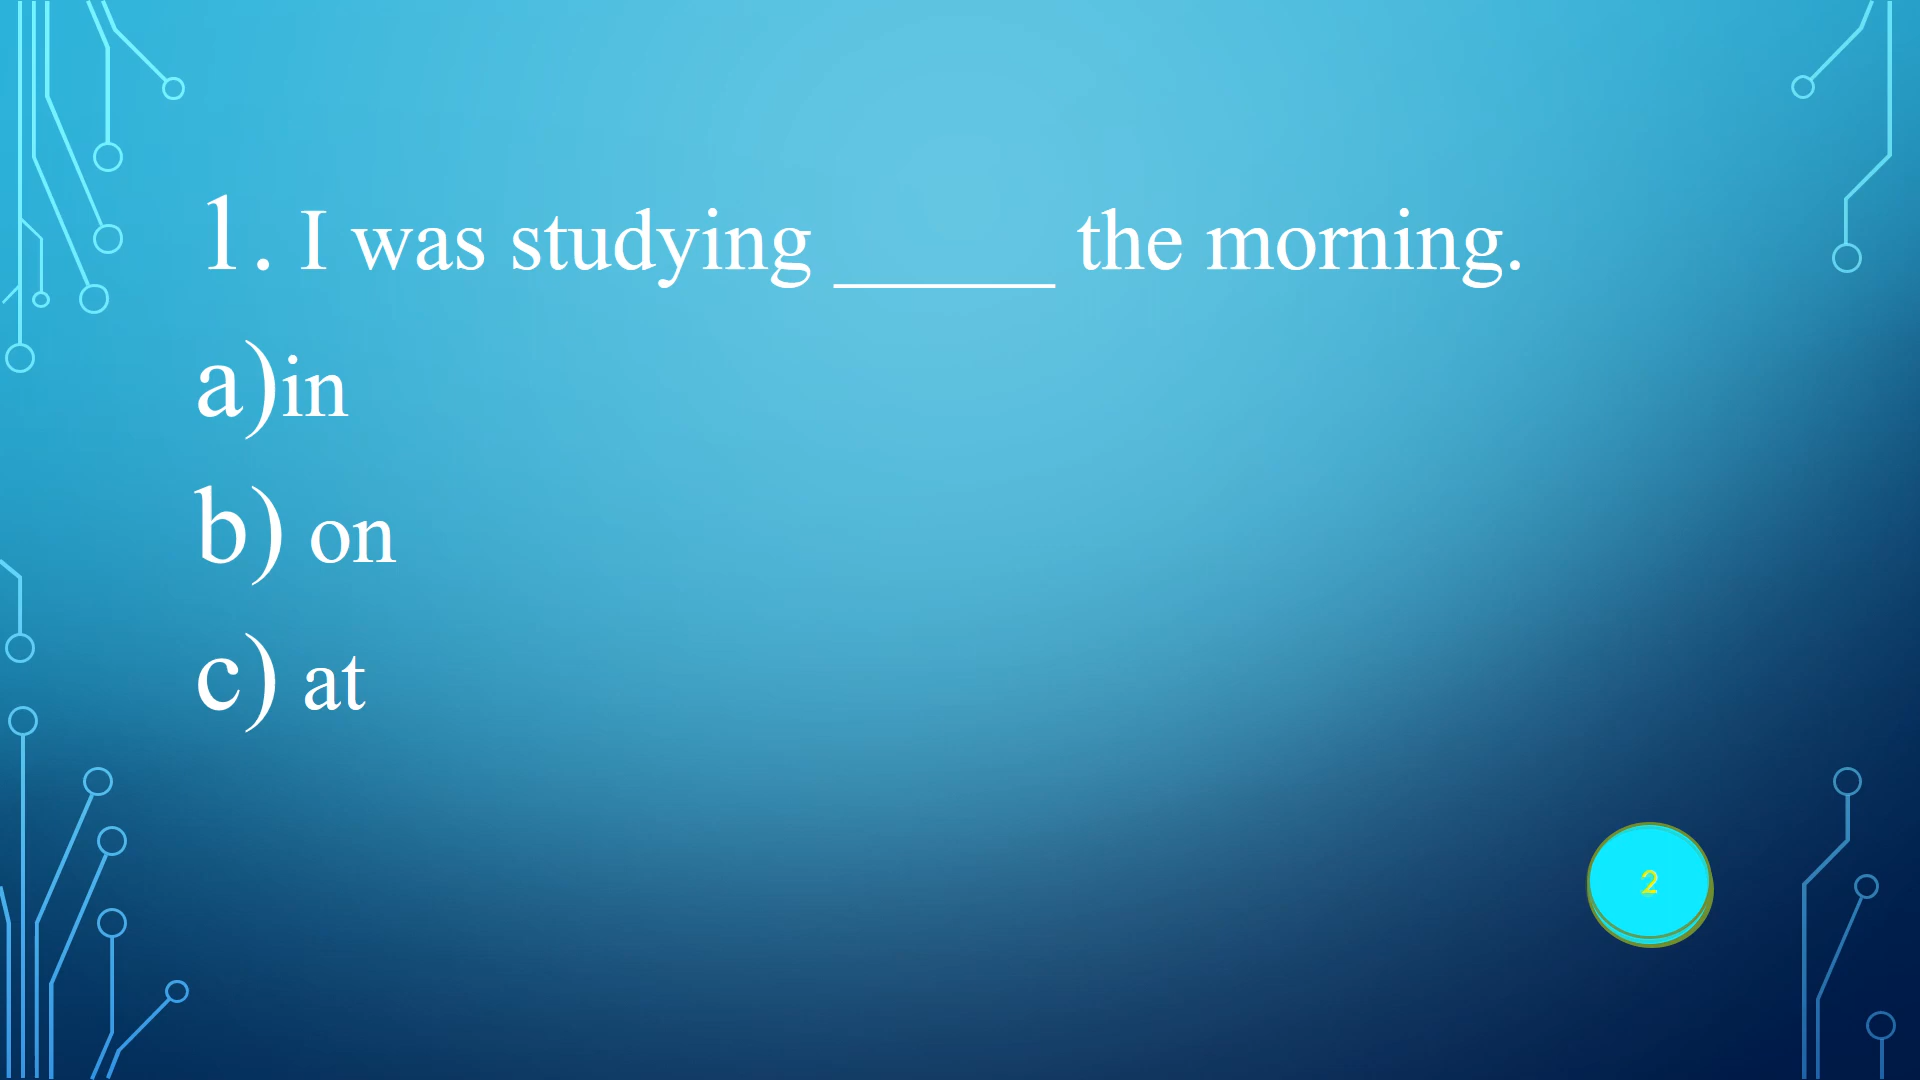 1. I was studying ______ the morning.
a)in
b) on
c) at
2